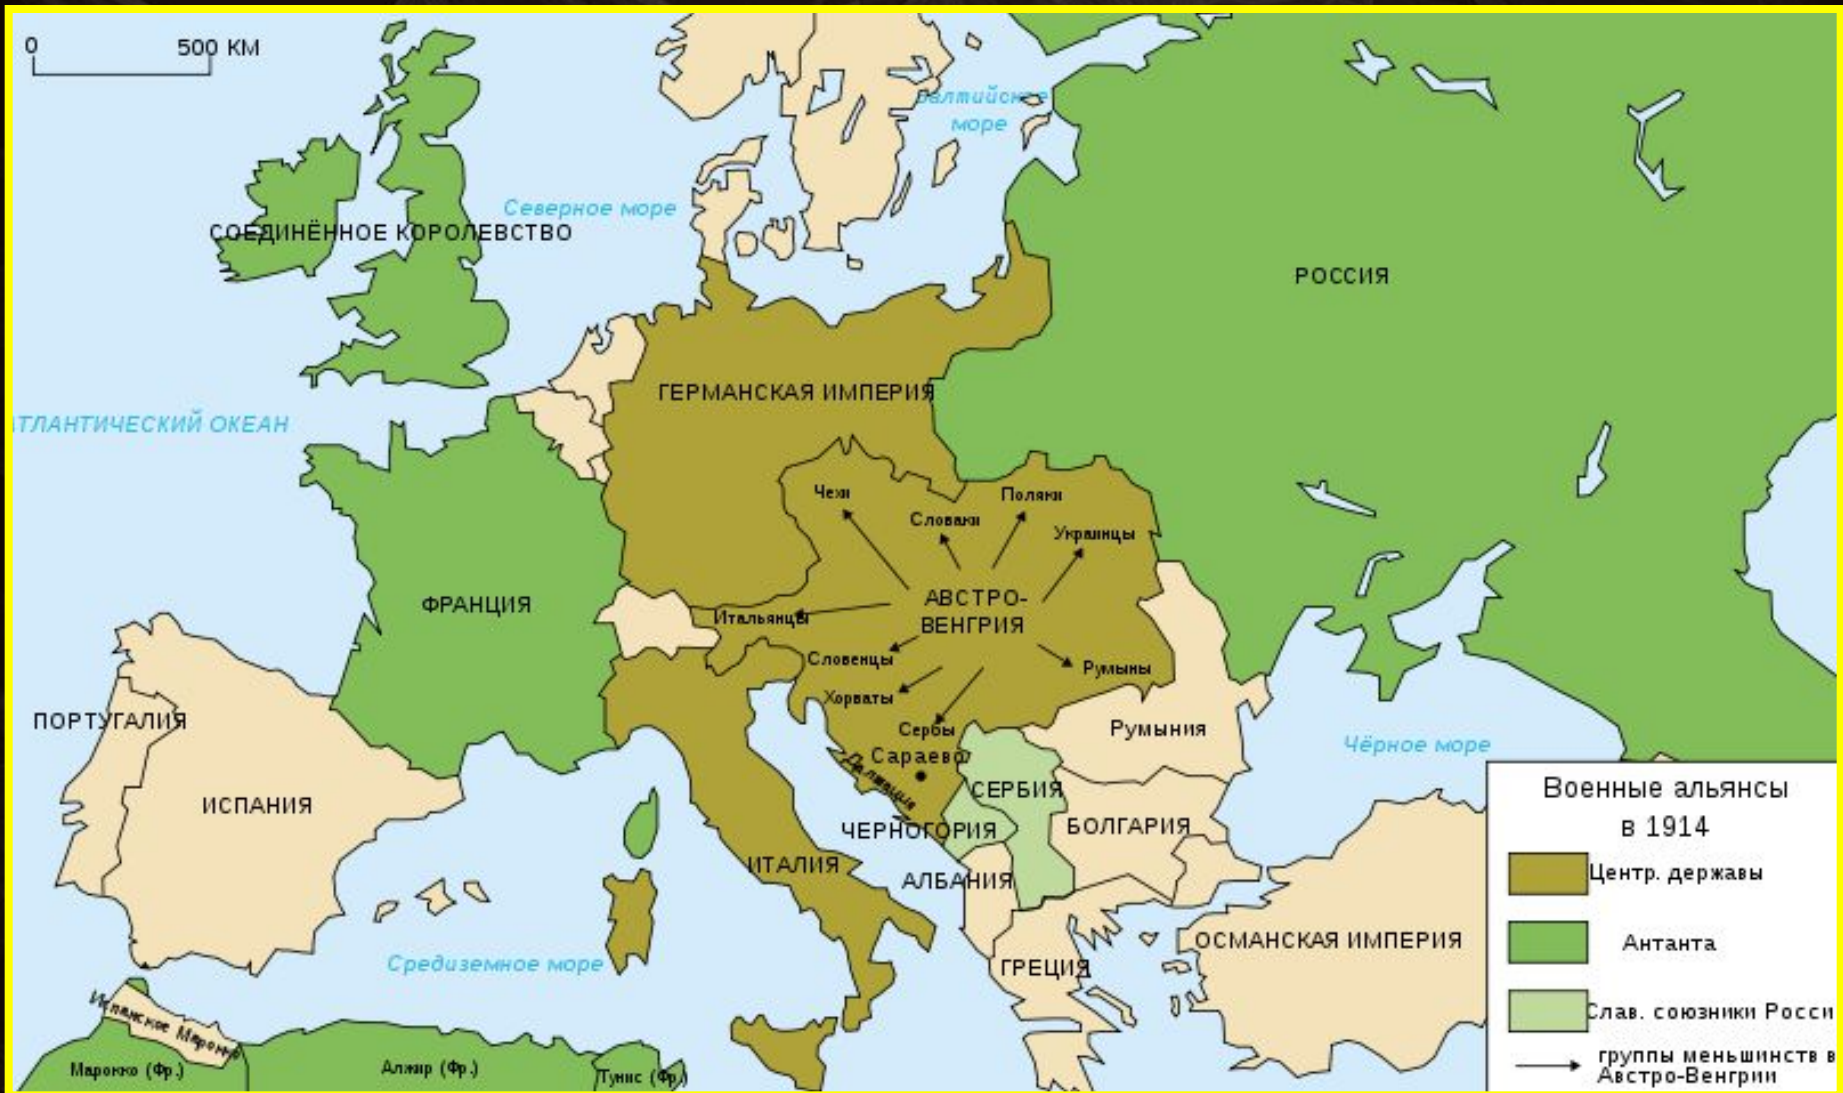 0 500 КМ
Балтийское
море
Северное море
СОЕДИНЁННОЕ КОРОЛЕВСТВО
РОССИЯ
ГЕРМАНСКАЯ ИМПЕРИЯ
АТЛАНТИЧЕСКИЙ ОКЕАН
Чехи
Поляки
Словаки
Украинцы
АВСТРО-
ВЕНГРИЯ
ФРАНЦИЯ
Итальянцы
Словенцы
Румыны
Хорваты
ПОРТУГАЛИЯ
Сербы
Румыния
Сараево
Чёрное море
Далмация
СЕРБИЯ
ИСПАНИЯ
ЧЕРНОГОРИЯ
БОЛГАРИЯ
ИТАЛИЯ
АЛБАНИЯ
ОСМАНСКАЯ ИМПЕРИЯ
Средиземное море
ГРЕЦИЯ
Испанское Марокко
Марокко (Фр.)
Алжир (Фр.)
Тунис (Фр.)
Военные альянсы
в 1914
Центр. державы
Антанта
Слав. союзники Росси
группы меньшинств в
Австро-Венгрии